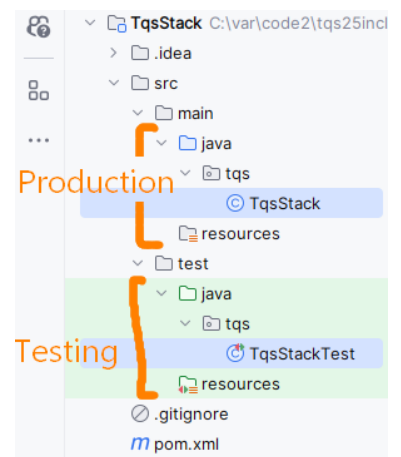 TqsStack C:\var\code2\tqs25incl
.idea
src
main
java
Production
tqs
TqsStack
resources
test
java
tqs
Testing
TqsStackTest
resources
.gitignore
pom.xml